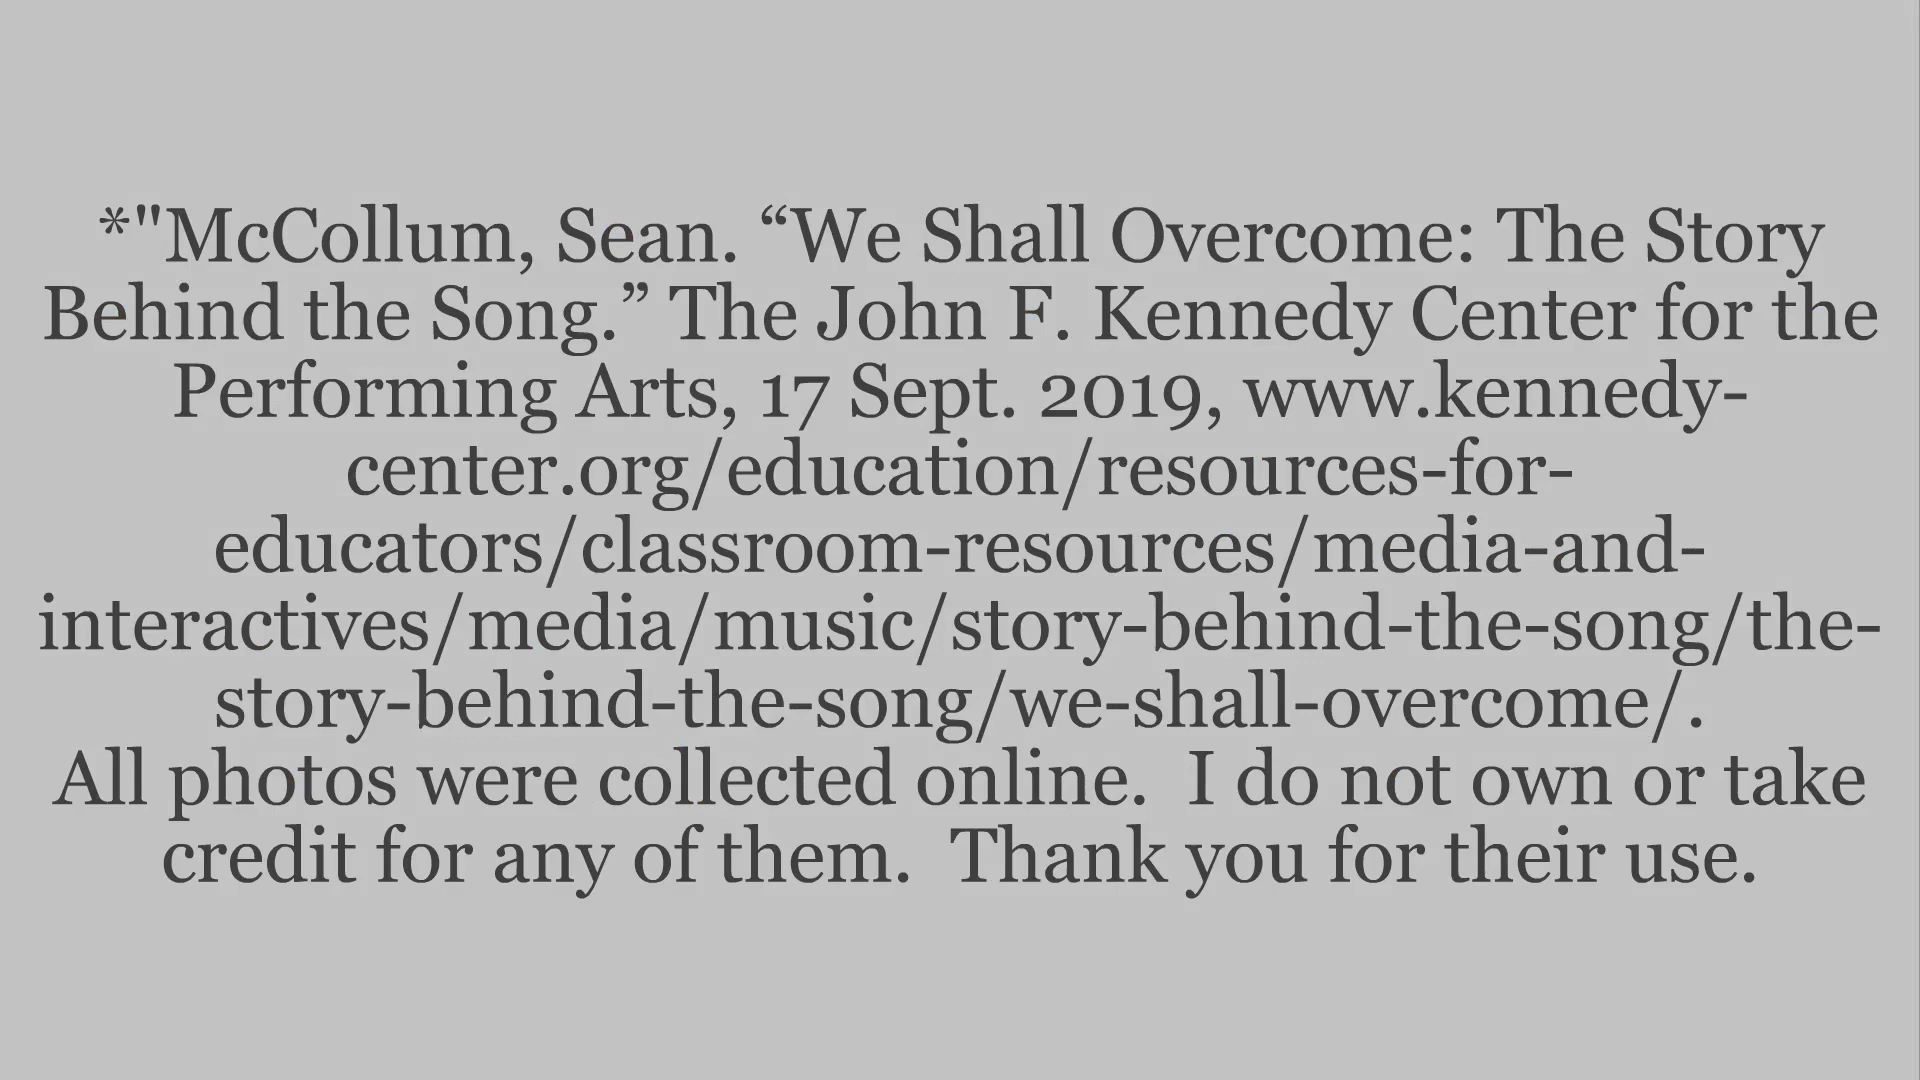 *"McCollum, Sean. “We Shall Overcome: The Story
Behind the Song.” The John F. Kennedy Center for the
Performing Arts, 17 Sept. 2019, www.kennedy-
center.org/education/resources-for-
educators/classroom-resources/media-and-
interactives/media/music/story-behind-the-song/the-
story-behind-the-song/we-shall-overcome/.
All photos were collected online.  I do not own or take
credit for any of them.  Thank you for their use.